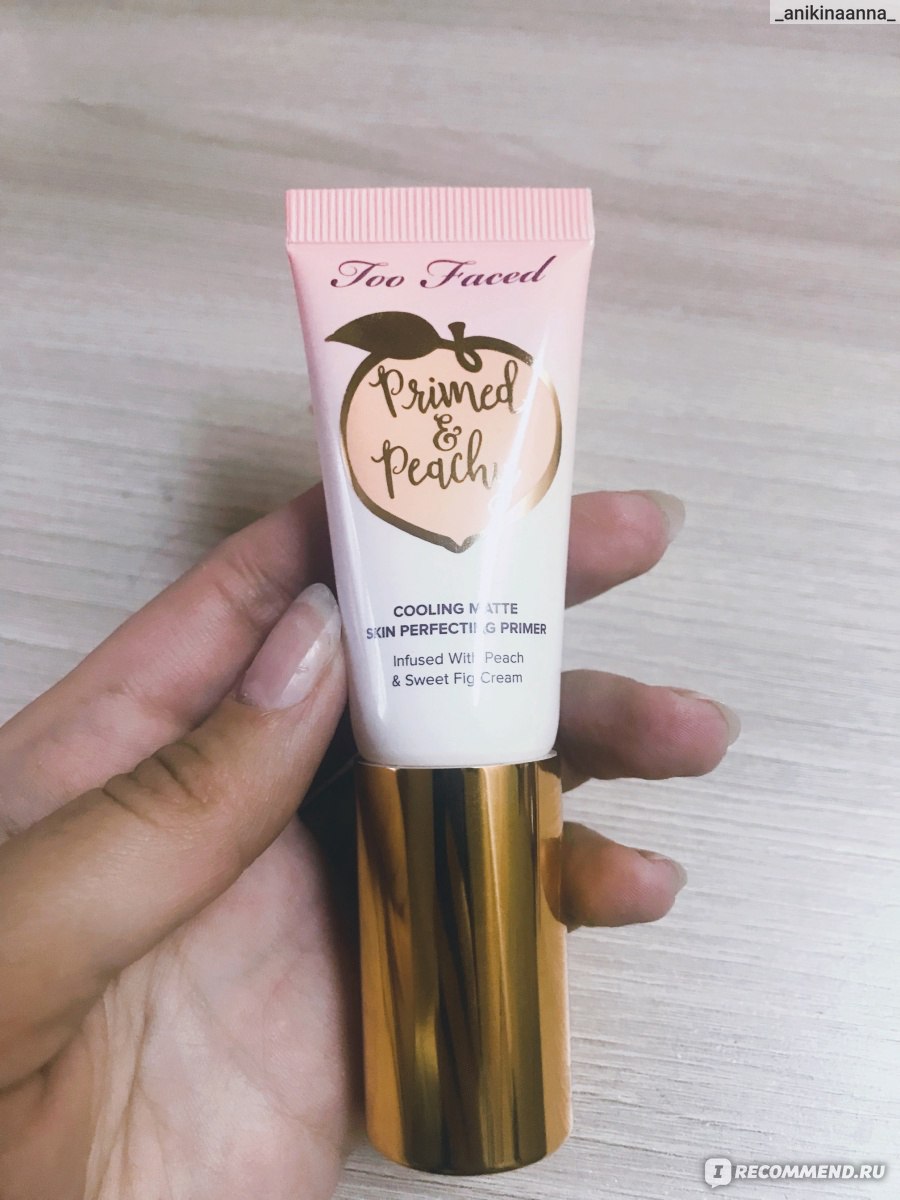 _anikinaanna_
Too Faced
Primed
&
Peachy
COOLING MATTE
SKIN PERFECTING PRIMER
Infused With Peach
& Sweet Fig Cream
I RECOMMEND.RU